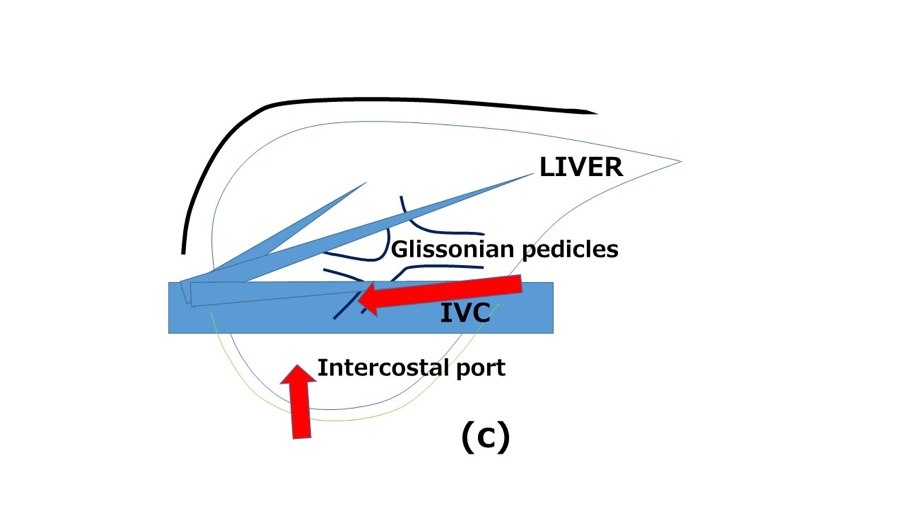 LIVER
Glissonian pedicles
IVC
Intercostal port
(c)